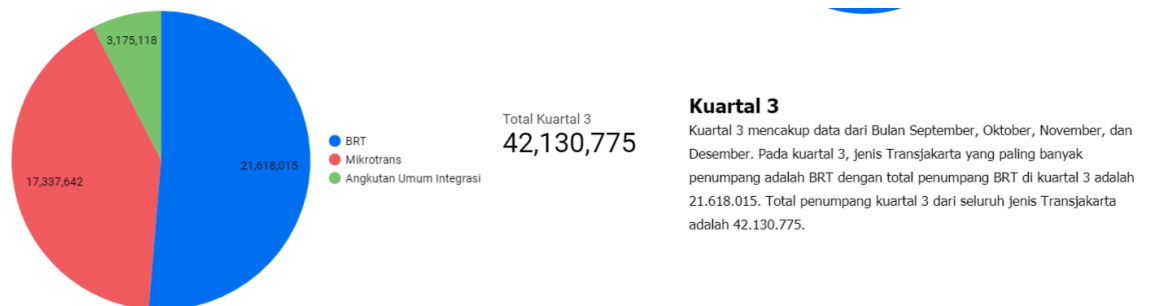 3,175,118
21,618,015
17,337,642
BRT
Mikrotrans
Angkutan Umum Integrasi
Total Kuartal 3
42,130,775
Kuartal 3
Kuartal 3 mencakup data dari Bulan September, Oktober, November, dan
Desember. Pada kuartal 3, jenis Transjakarta yang paling banyak
penumpang adalah BRT dengan total penumpang BRT di kuartal 3 adalah
21.618.015. Total penumpang kuartal 3 dari seluruh jenis Transjakarta
adalah 42.130.775.